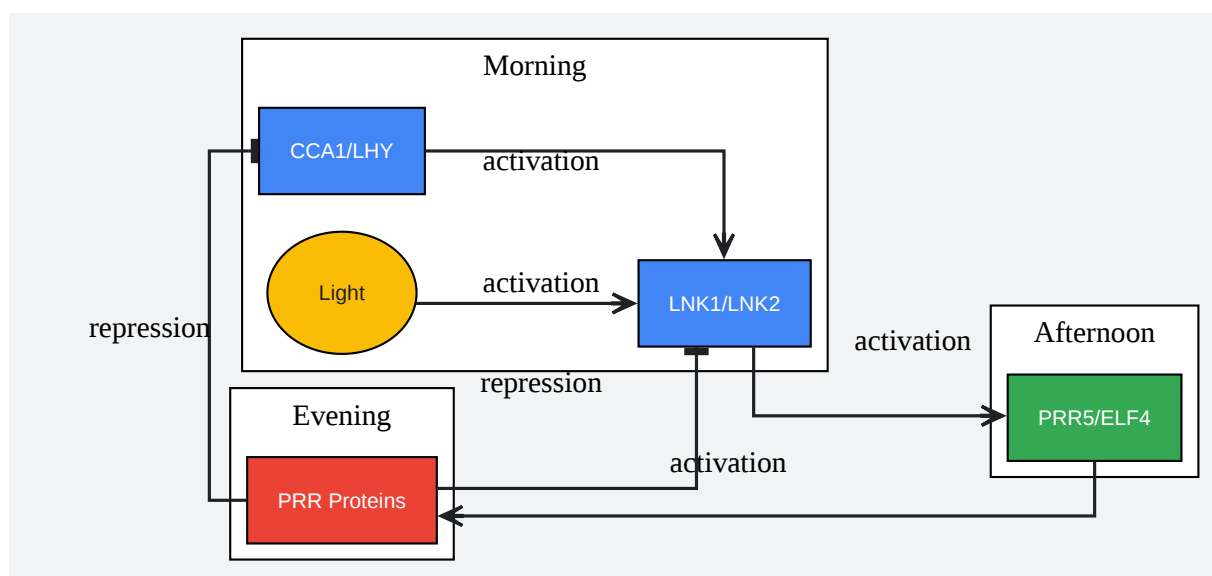 Morning
CCA1/LHY
activation
Light
activation
LNK1/LNK2
repression
activation
Afternoon
repression
Evening
PRR5/ELF4
activation
PRR Proteins